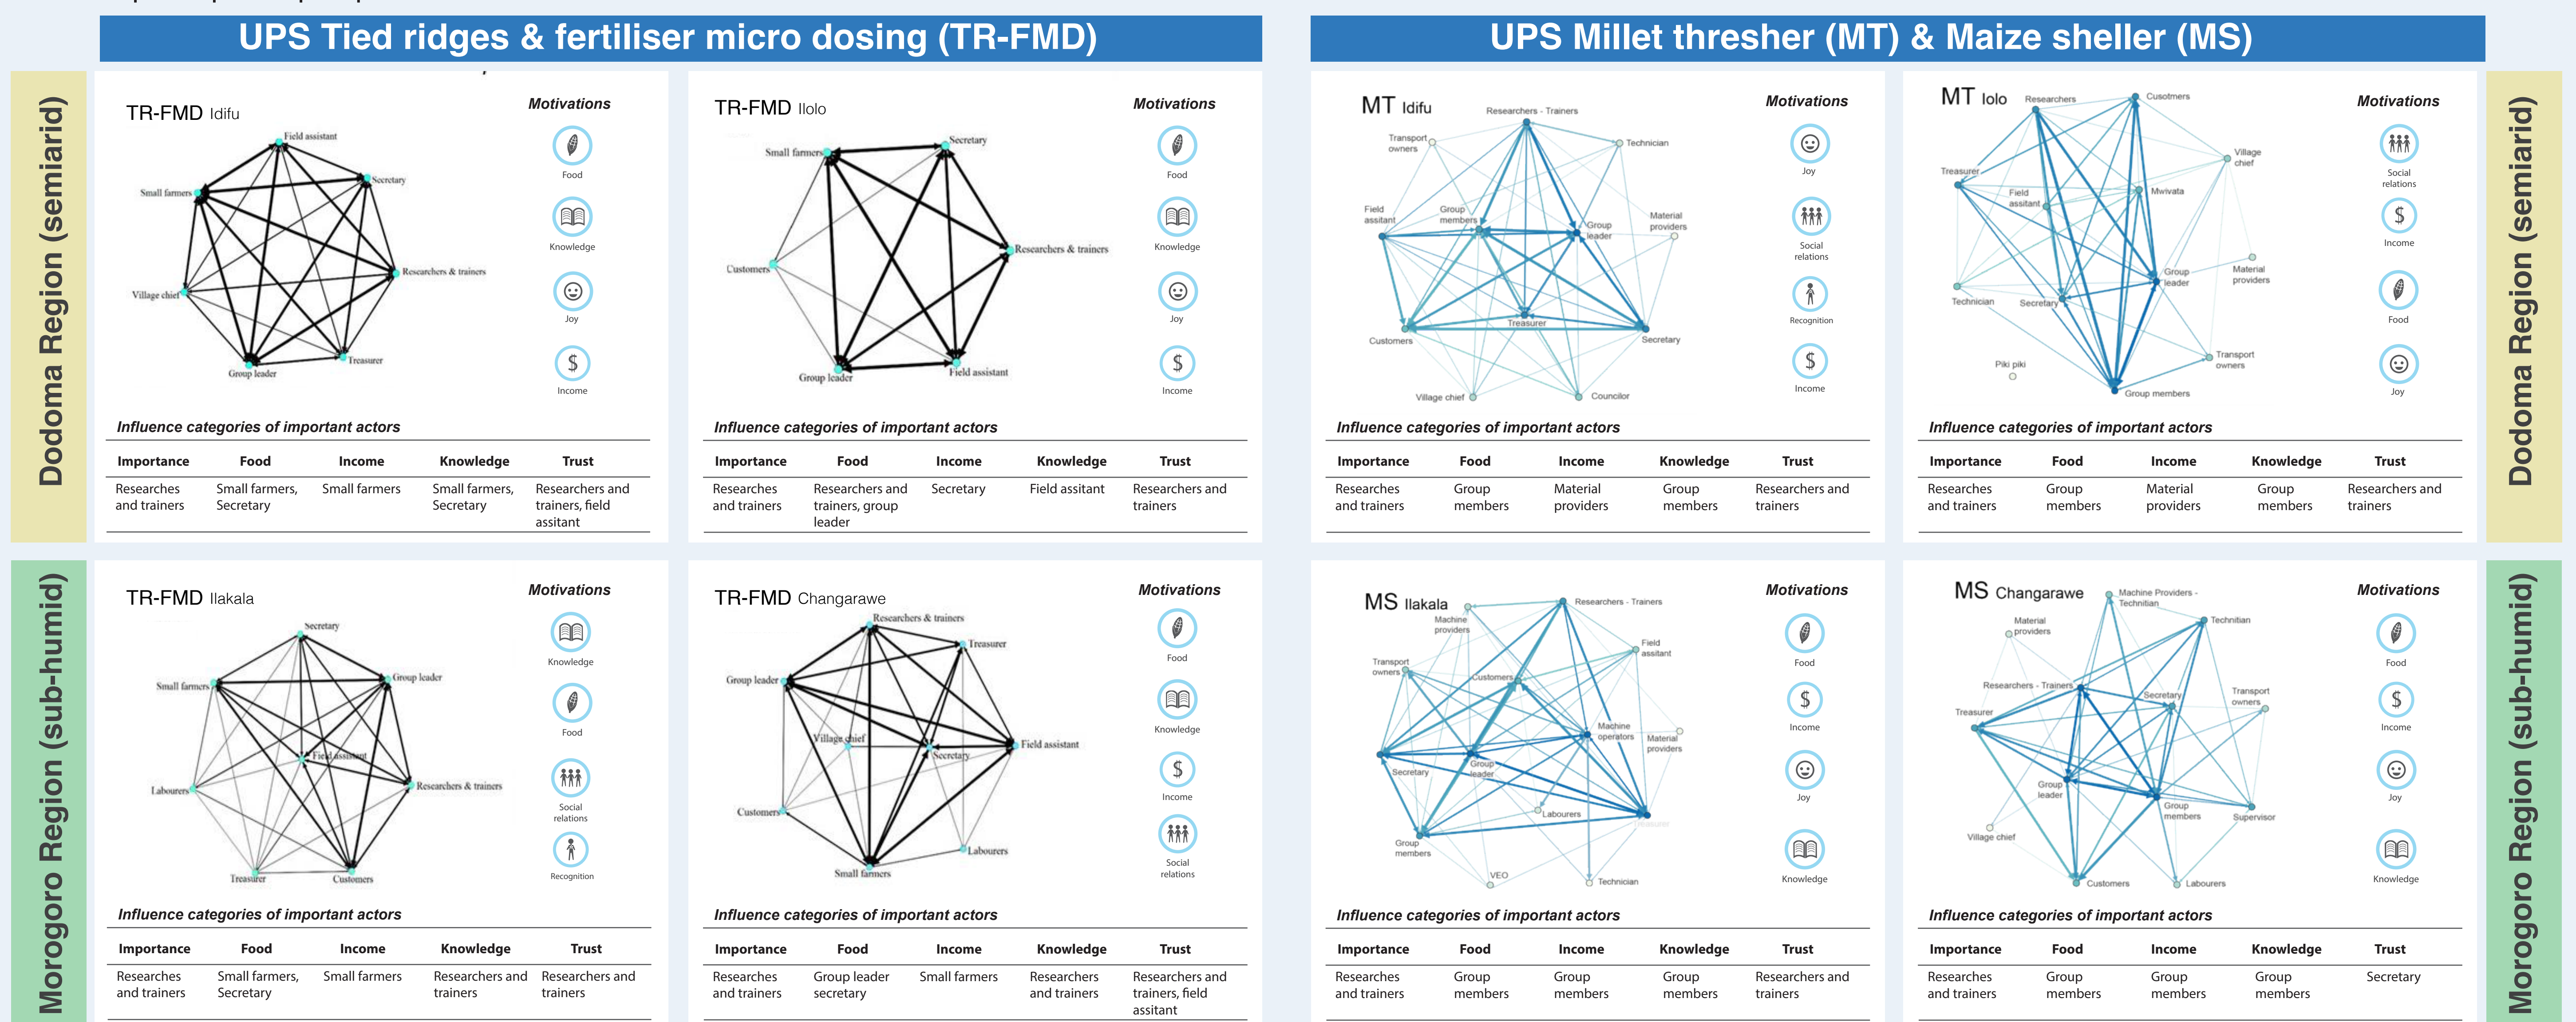 UPS Tied ridges & fertiliser micro dosing (TR-FMD)
UPS Millet thresher (MT) & Maize sheller (MS)
Dodoma Region (semiarid)
TR-FMD Idifu
Motivations
Field assistant
Secretary
Small farmers
Researchers & trainers
Village chief
Treasurer
Group leader
Food
Knowledge
Joy
$
Income
Influence categories of important actors
Importance Food Income Knowledge Trust
Researches Small farmers, Small farmers Small farmers, Researchers and
and trainers Secretary Secretary trainers, field
assitant
TR-FMD Ilolo
Motivations
Secretary
Small farmers
Researchers & trainers
Customers
Group leader
Field assistant
Food
Knowledge
Joy
$
Income
Influence categories of important actors
Importance Food Income Knowledge Trust
Researches Researchers and Secretary Field assitant Researchers and
and trainers trainers, group trainers
leader
MT Idifu
Motivations
Researchers - Trainers
Transport
owners
Technician
Field
assitant
Group
members
Group
leader
Material
providers
Treasurer
Customers
Secretary
Village chief
Councilor
Joy
Social
relations
Recognition
$
Income
Influence categories of important actors
Importance Food Income Knowledge Trust
Researches Group Material Group Researchers and
and trainers members providers members trainers
MT Iolo
Motivations
Researchers
Cusotmers
Village
chief
Treasurer
Mwivata
Field
assitant
Group
leader
Material
providers
Technician
Secretary
Transport
owners
Piki piki
Group members
Social
relations
$
Income
Food
Joy
Influence categories of important actors
Importance Food Income Knowledge Trust
Researches Group Material Group Researchers and
and trainers members providers members trainers
Dodoma Region (semiarid)
Morogoro Region (sub-humid)
TR-FMD Ilakala
Motivations
Secretary
Group leader
Small farmers
Field assistant
Researchers & trainers
Labourers
Treasurer
Customers
Knowledge
Food
Social
relations
Recognition
Influence categories of important actors
Importance Food Income Knowledge Trust
Researches Small farmers, Small farmers Researchers and Researchers and
and trainers Secretary trainers trainers
TR-FMD Changarawe
Motivations
Researchers & trainers
Treasurer
Group leader
Village chief
Field assistant
Secretary
Customers
Labourers
Small farmers
Food
Knowledge
$
Income
Social
relations
Influence categories of important actors
Importance Food Income Knowledge Trust
Researches Group leader Small farmers Researchers Researchers and
and trainers secretary and trainers trainers, field
assitant
MS Ilakala
Motivations
Researchers - Trainers
Machine
providers
Field
assitant
Transport
owners
Customers
Machine
operators
Material
providers
Secretary
Group
leader
Labourers
Group
members
VEO
Technician
Food
$
Income
Joy
Knowledge
Influence categories of important actors
Importance Food Income Knowledge Trust
Researches Group Group Group Researchers and
and trainers members members members trainers
MS Changarawe
Motivations
Machine Providers -
Technitian
Material
providers
Technitian
Researchers - Trainers
Secretary
Transport
owners
Treasurer
Group
leader
Group
members
Supervisor
Village chief
Customers
Labourers
Food
$
Income
Joy
Knowledge
Influence categories of important actors
Importance Food Income Knowledge Trust
Researches Group Group Group Secretary
and trainers members members members
Morogoro Region (sub-humid)